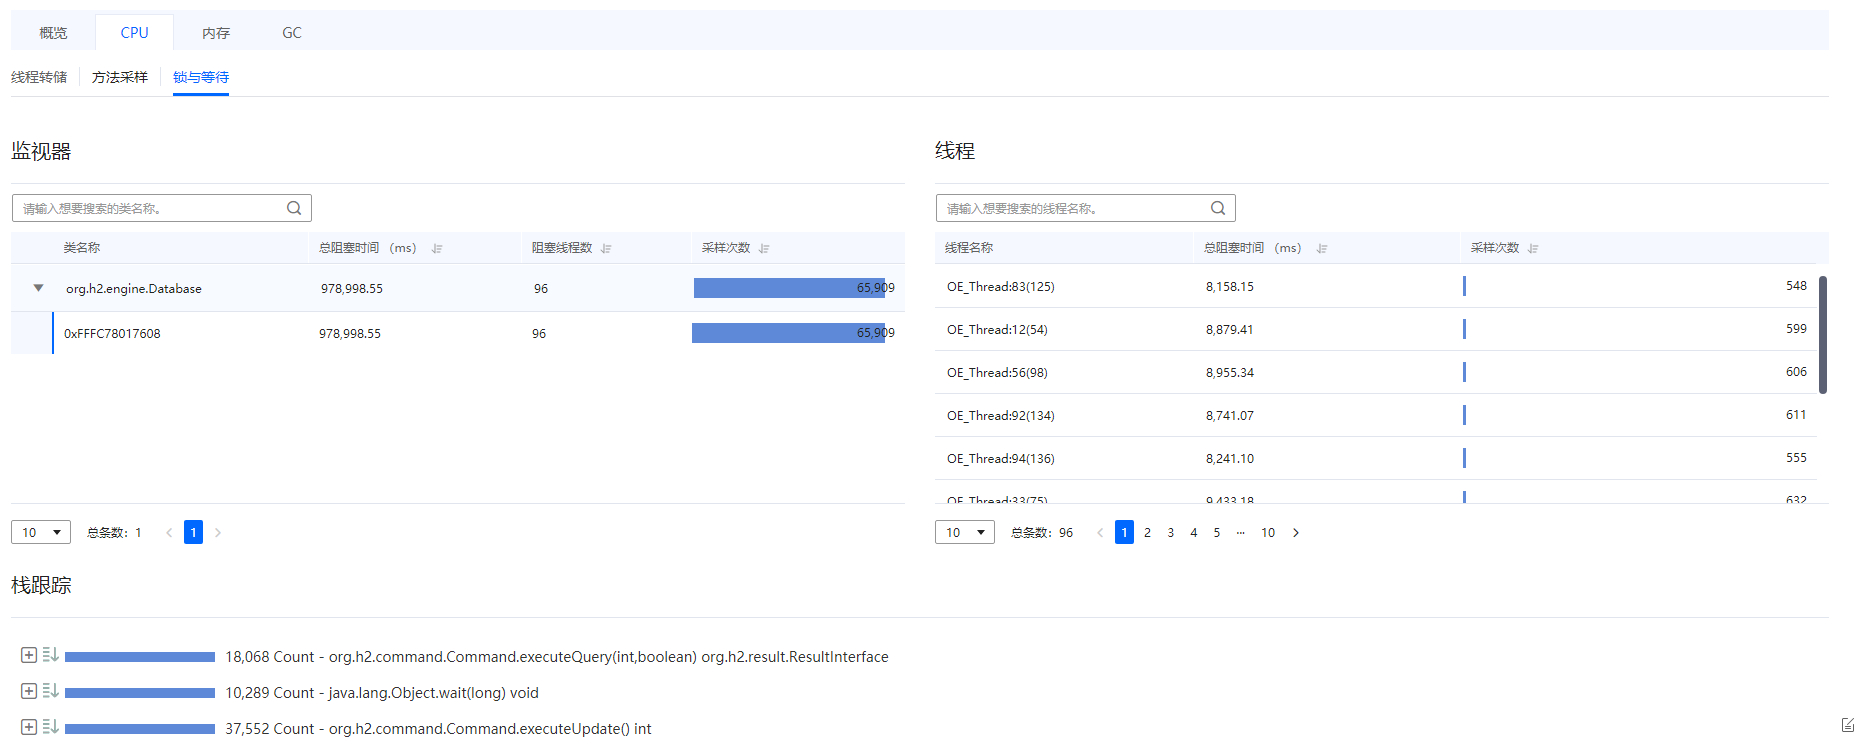 概览 CPU 内存 GC
线程转储 方法采样 锁与等待
监视器
请输入想要搜索的类名称。
类名称 总阻塞时间 （ms） 阻塞线程数 采样次数
org.h2.engine.Database 978,998.55 96 65,909
0xFFFC78017608 978,998.55 96 65,909
10 总条数：1 1
线程
请输入想要搜索的线程名称。
线程名称 总阻塞时间 （ms） 采样次数
OE_Thread:83(125) 8,158.15 548
OE_Thread:12(54) 8,879.41 599
OE_Thread:56(98) 8,955.34 606
OE_Thread:92(134) 8,741.07 611
OE_Thread:94(136) 8,241.10 555
OE_Thread:33(75) 9,433.18 632
10 总条数：96 1 2 3 4 5 ··· 10
栈跟踪
18,068 Count - org.h2.command.Command.executeQuery(int,boolean) org.h2.result.ResultInterface
10,289 Count - java.lang.Object.wait(long) void
37,552 Count - org.h2.command.Command.executeUpdate() int